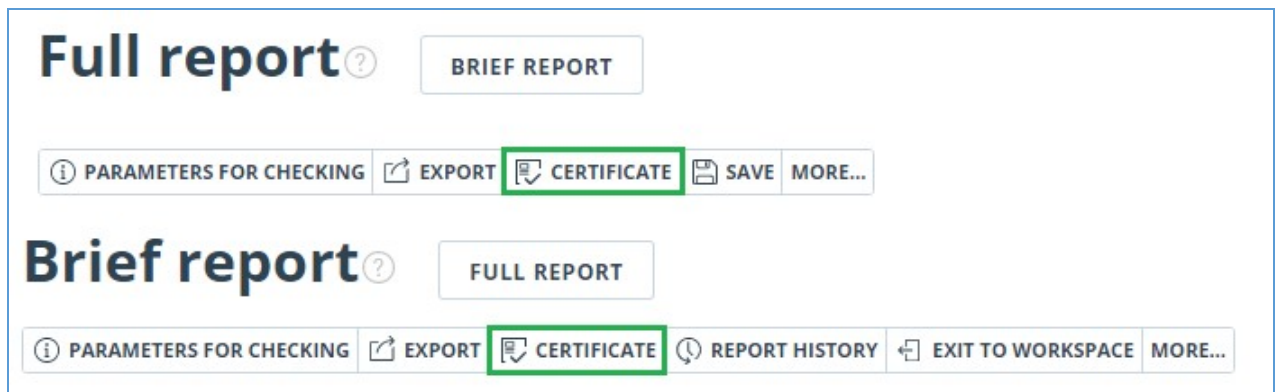 Full report ? BRIEF REPORT
PARAMETERS FOR CHECKING EXPORT CERTIFICATE SAVE MORE...
Brief report ? FULL REPORT
PARAMETERS FOR CHECKING EXPORT CERTIFICATE REPORT HISTORY EXIT TO WORKSPACE MORE...